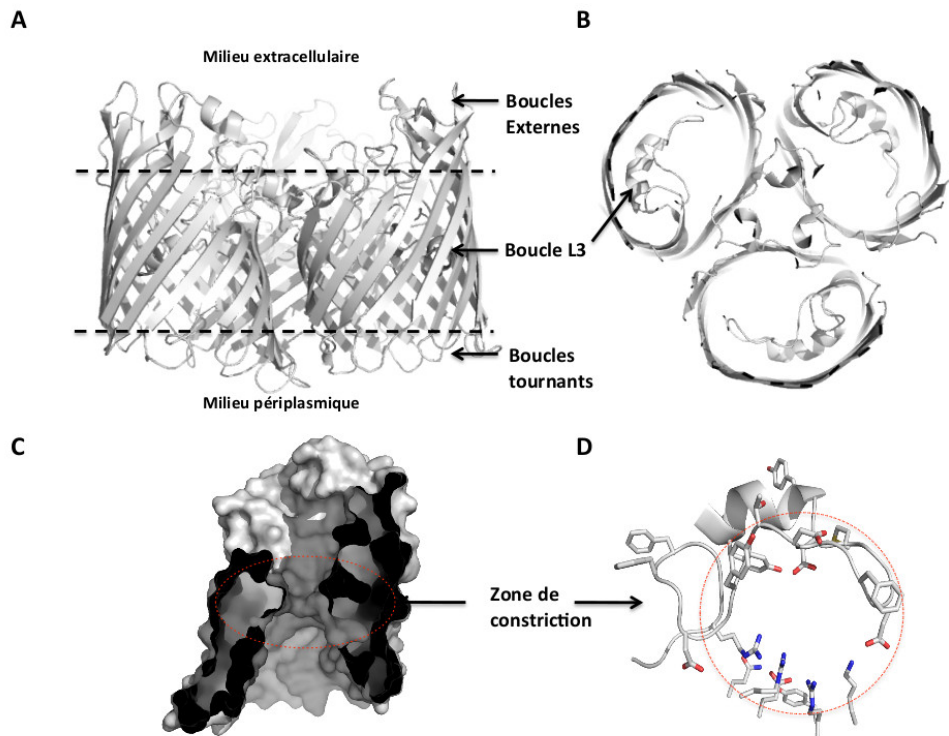 A
B
Milieu extracellulaire
Boucles
Externes
Boucle L3
Boucles
tournants
Milieu périplasmique
C
D
Zone de
constriction